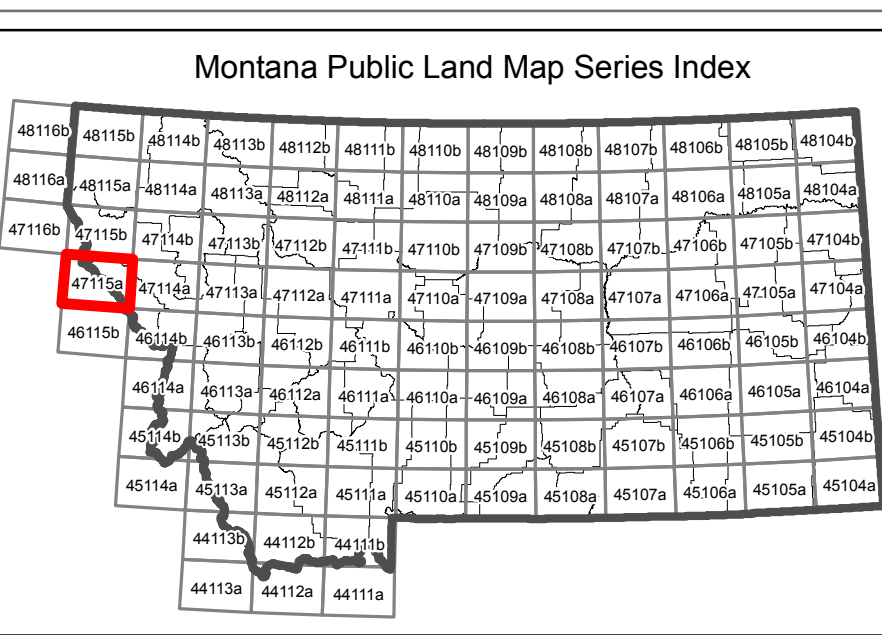 Montana Public Land Map Series Index
48116b 48115b 48114b 48113b 48112b 48111b 48110b 48109b 48108b 48107b 48106b 48105b 48104b
48116a 48115a 48114a 48113a 48112a 48111a 48110a 48109a 48108a 48107a 48106a 48105a 48104a
47116b 47115b 47114b 47113b 47112b 47111b 47110b 47109b 47108b 47107b 47106b 47105b 47104b
47115a 47114a 47113a 47112a 47111a 47110a 47109a 47108a 47107a 47106a 47105a 47104a
46115b 46114b 46113b 46112b 46111b 46110b 46109b 46108b 46107b 46106b 46105b 46104b
46114a 46113a 46112a 46111a 46110a 46109a 46108a 46107a 46106a 46105a 46104a
45114b 45113b 45112b 45111b 45110b 45109b 45108b 45107b 45106b 45105b 45104b
45114a 45113a 45112a 45111a 45110a 45109a 45108a 45107a 45106a 45105a 45104a
44113b 44112b 44111b
44113a 44112a 44111a